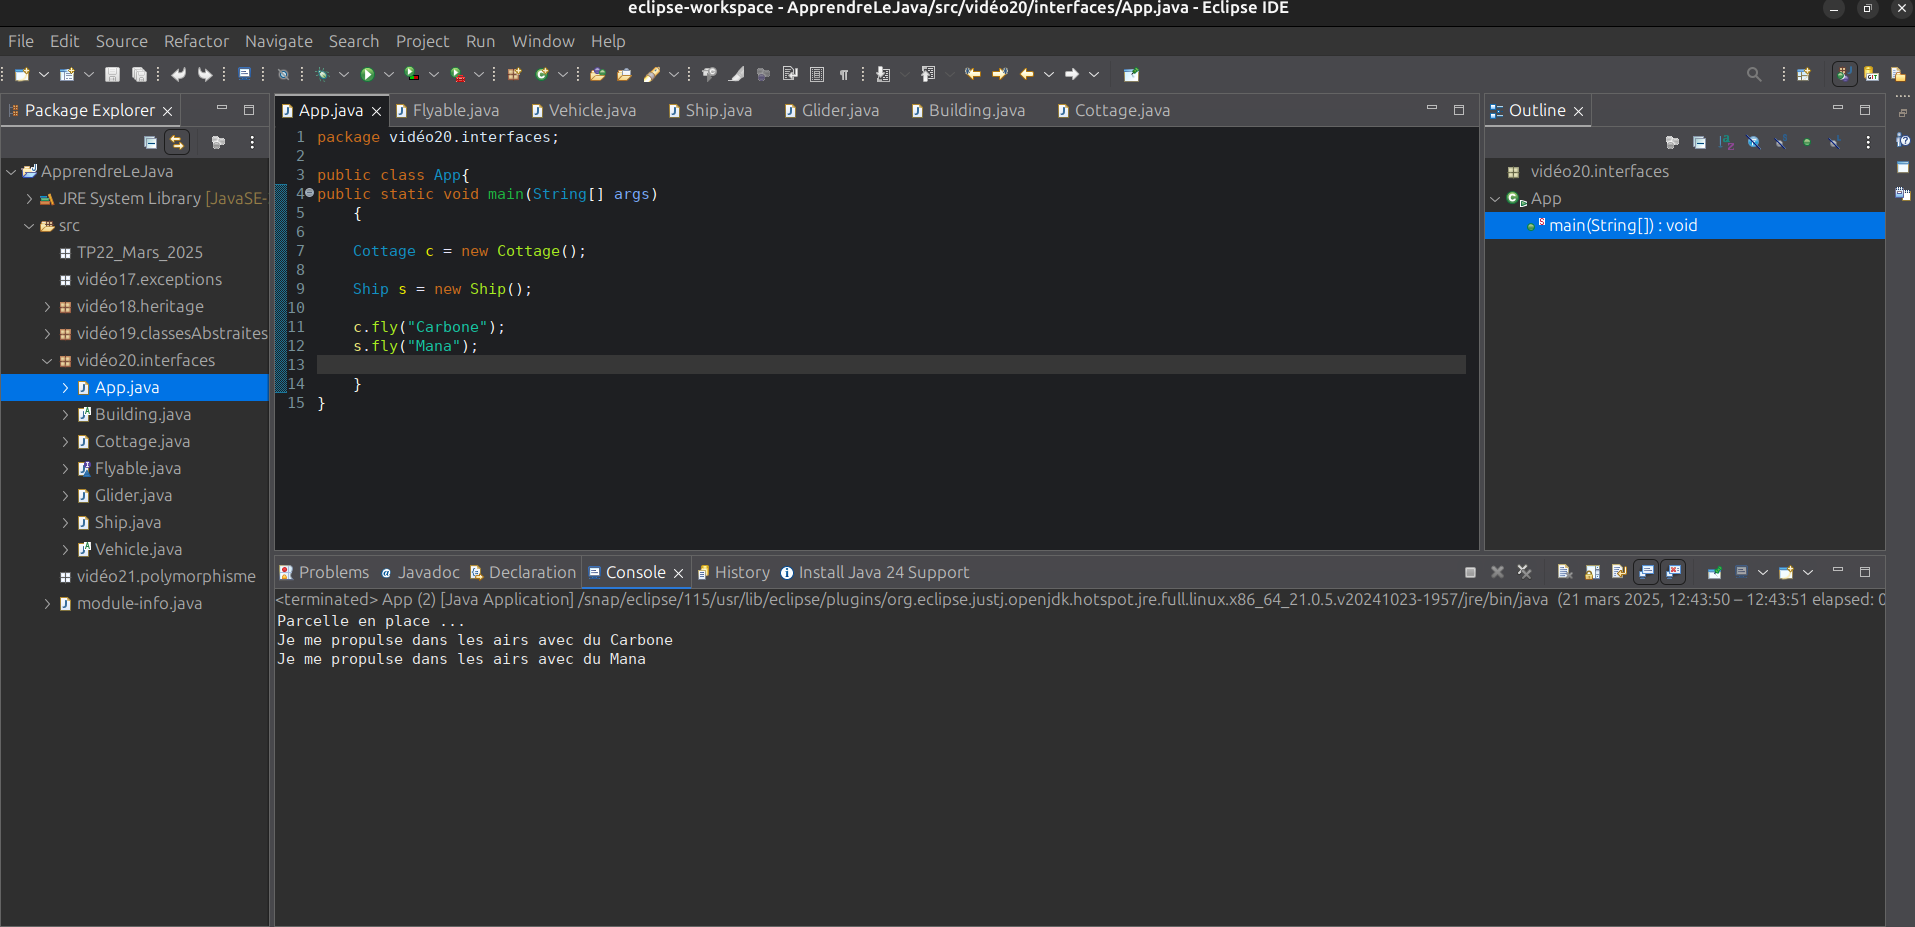 eclipse-workspace - ApprendreLeJava/src/vidéo20/interfaces/App.java - Eclipse IDE
File Edit Source Refactor Navigate Search Project Run Window Help
Package Explorer
ApprendreLeJava
JRE System Library [JavaSE-
src
TP22_Mars_2025
vidéo17.exceptions
vidéo18.heritage
vidéo19.classesAbstraites
vidéo20.interfaces
App.java
Building.java
Cottage.java
Flyable.java
Glider.java
Ship.java
Vehicle.java
vidéo21.polymorphisme
module-info.java
App.java Flyable.java Vehicle.java Ship.java Glider.java Building.java Cottage.java
1 package vidéo20.interfaces;
2
3 public class App{
4 public static void main(String[] args)
5 {
6
7 Cottage c = new Cottage();
8
9 Ship s = new Ship();
10
11 c.fly("Carbone");
12 s.fly("Mana");
13
14 }
15 }
Outline
vidéo20.interfaces
App
main(String[]) : void
Problems Javadoc Declaration Console History Install Java 24 Support
<terminated> App (2) [Java Application] /snap/eclipse/115/usr/lib/eclipse/plugins/org.eclipse.justj.openjdk.hotspot.jre.full.linux.x86_64_21.0.5.v20241023-1957/jre/bin/java (21 mars 2025, 12:43:50 – 12:43:51 elapsed: 0
Parcelle en place ...
Je me propulse dans les airs avec du Carbone
Je me propulse dans les airs avec du Mana